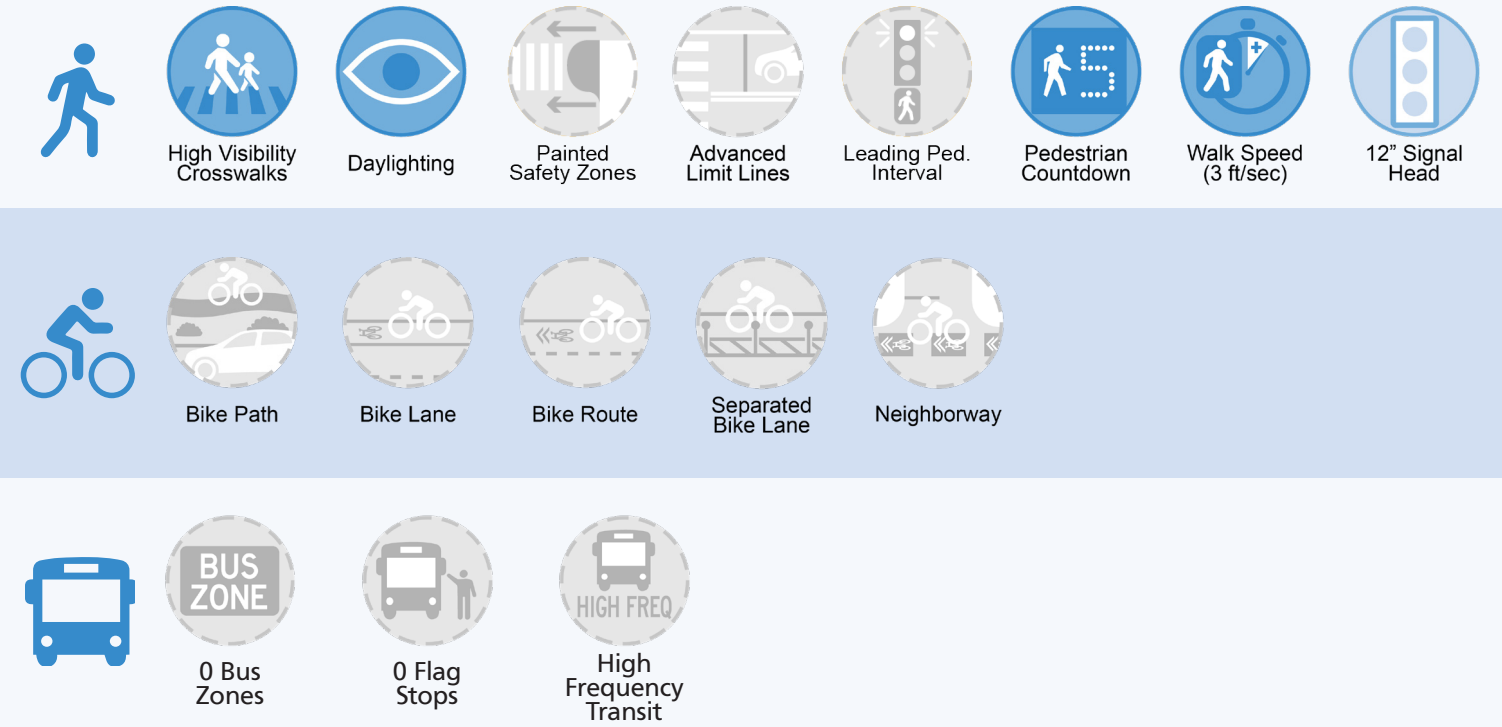 High Visibility
Crosswalks
Daylighting
Painted
Safety Zones
Advanced
Limit Lines
Leading Ped.
Interval
5
Pedestrian
Countdown
Walk Speed
(3 ft/sec)
12” Signal
Head
Bike Path
Bike Lane
Bike Route
Separated
Bike Lane
Neighborway
BUS
ZONE
0 Bus
Zones
0 Flag
Stops
HIGH FREQ
High
Frequency
Transit